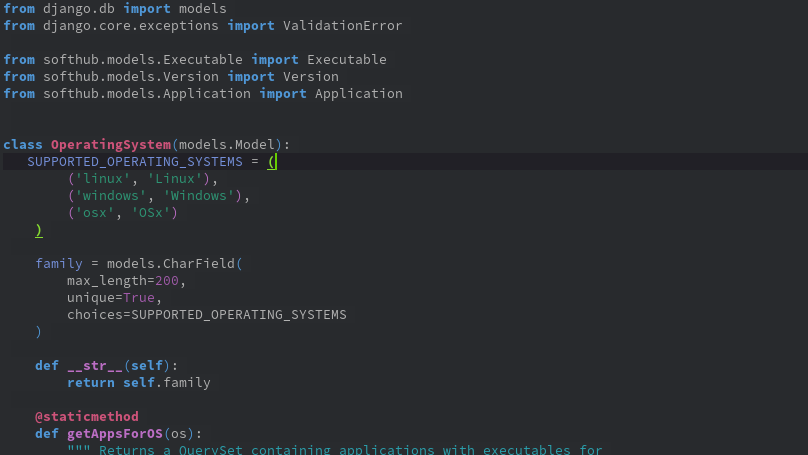 from django.db import models
from django.core.exceptions import ValidationError
from softhub.models.Executable import Executable
from softhub.models.Version import Version
from softhub.models.Application import Application
class OperatingSystem(models.Model):
   SUPPORTED_OPERATING_SYSTEMS = (
        ('linux', 'Linux'),
        ('windows', 'Windows'),
        ('osx', 'OSx')
    )
    family = models.CharField(
        max_length=200,
        unique=True,
        choices=SUPPORTED_OPERATING_SYSTEMS
    )
    def __str__(self):
        return self.family
    @staticmethod
    def getAppsForOS(os):
        """ Returns a QuerySet containing applications with executables for